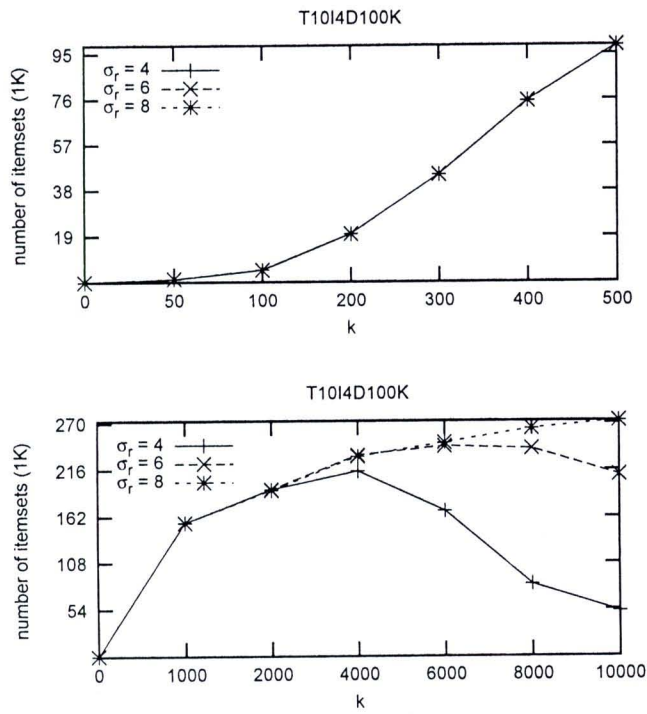 T10I4D100K
number of itemsets (1K)
95
76
57
38
19
σr = 4
σr = 6
σr = 8
0 50 100 200 300 400 500
k
T10I4D100K
number of itemsets (1K)
270
216
162
108
54
σr = 4
σr = 6
σr = 8
0 1000 2000 4000 6000 8000 10000
k